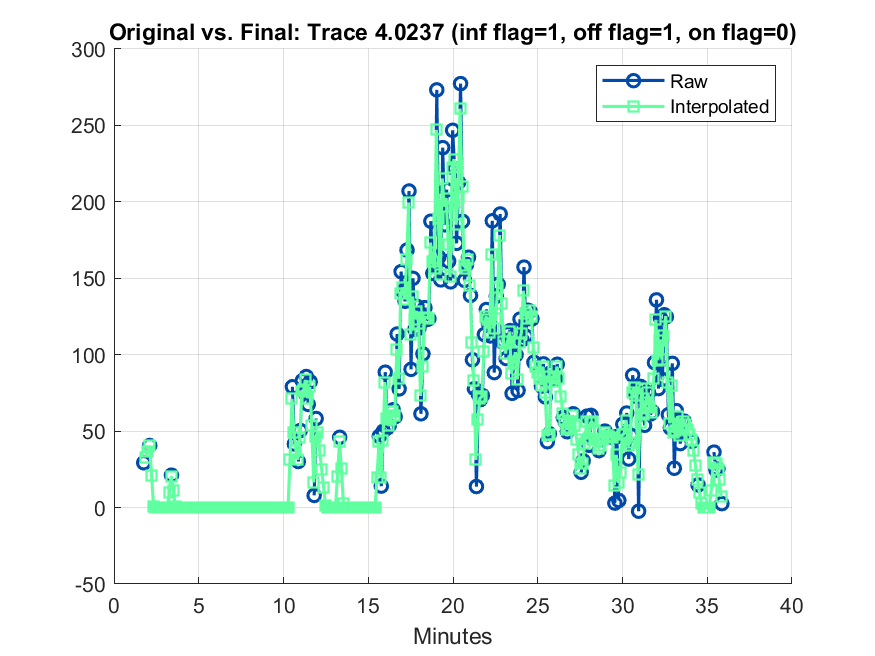 Original vs. Final: Trace 4.0237 (inf flag=1, off flag=1, on flag=0)
300
250
200
150
100
50
0
-50
Raw
Interpolated
0 5 10 15 20 25 30 35 40
Minutes